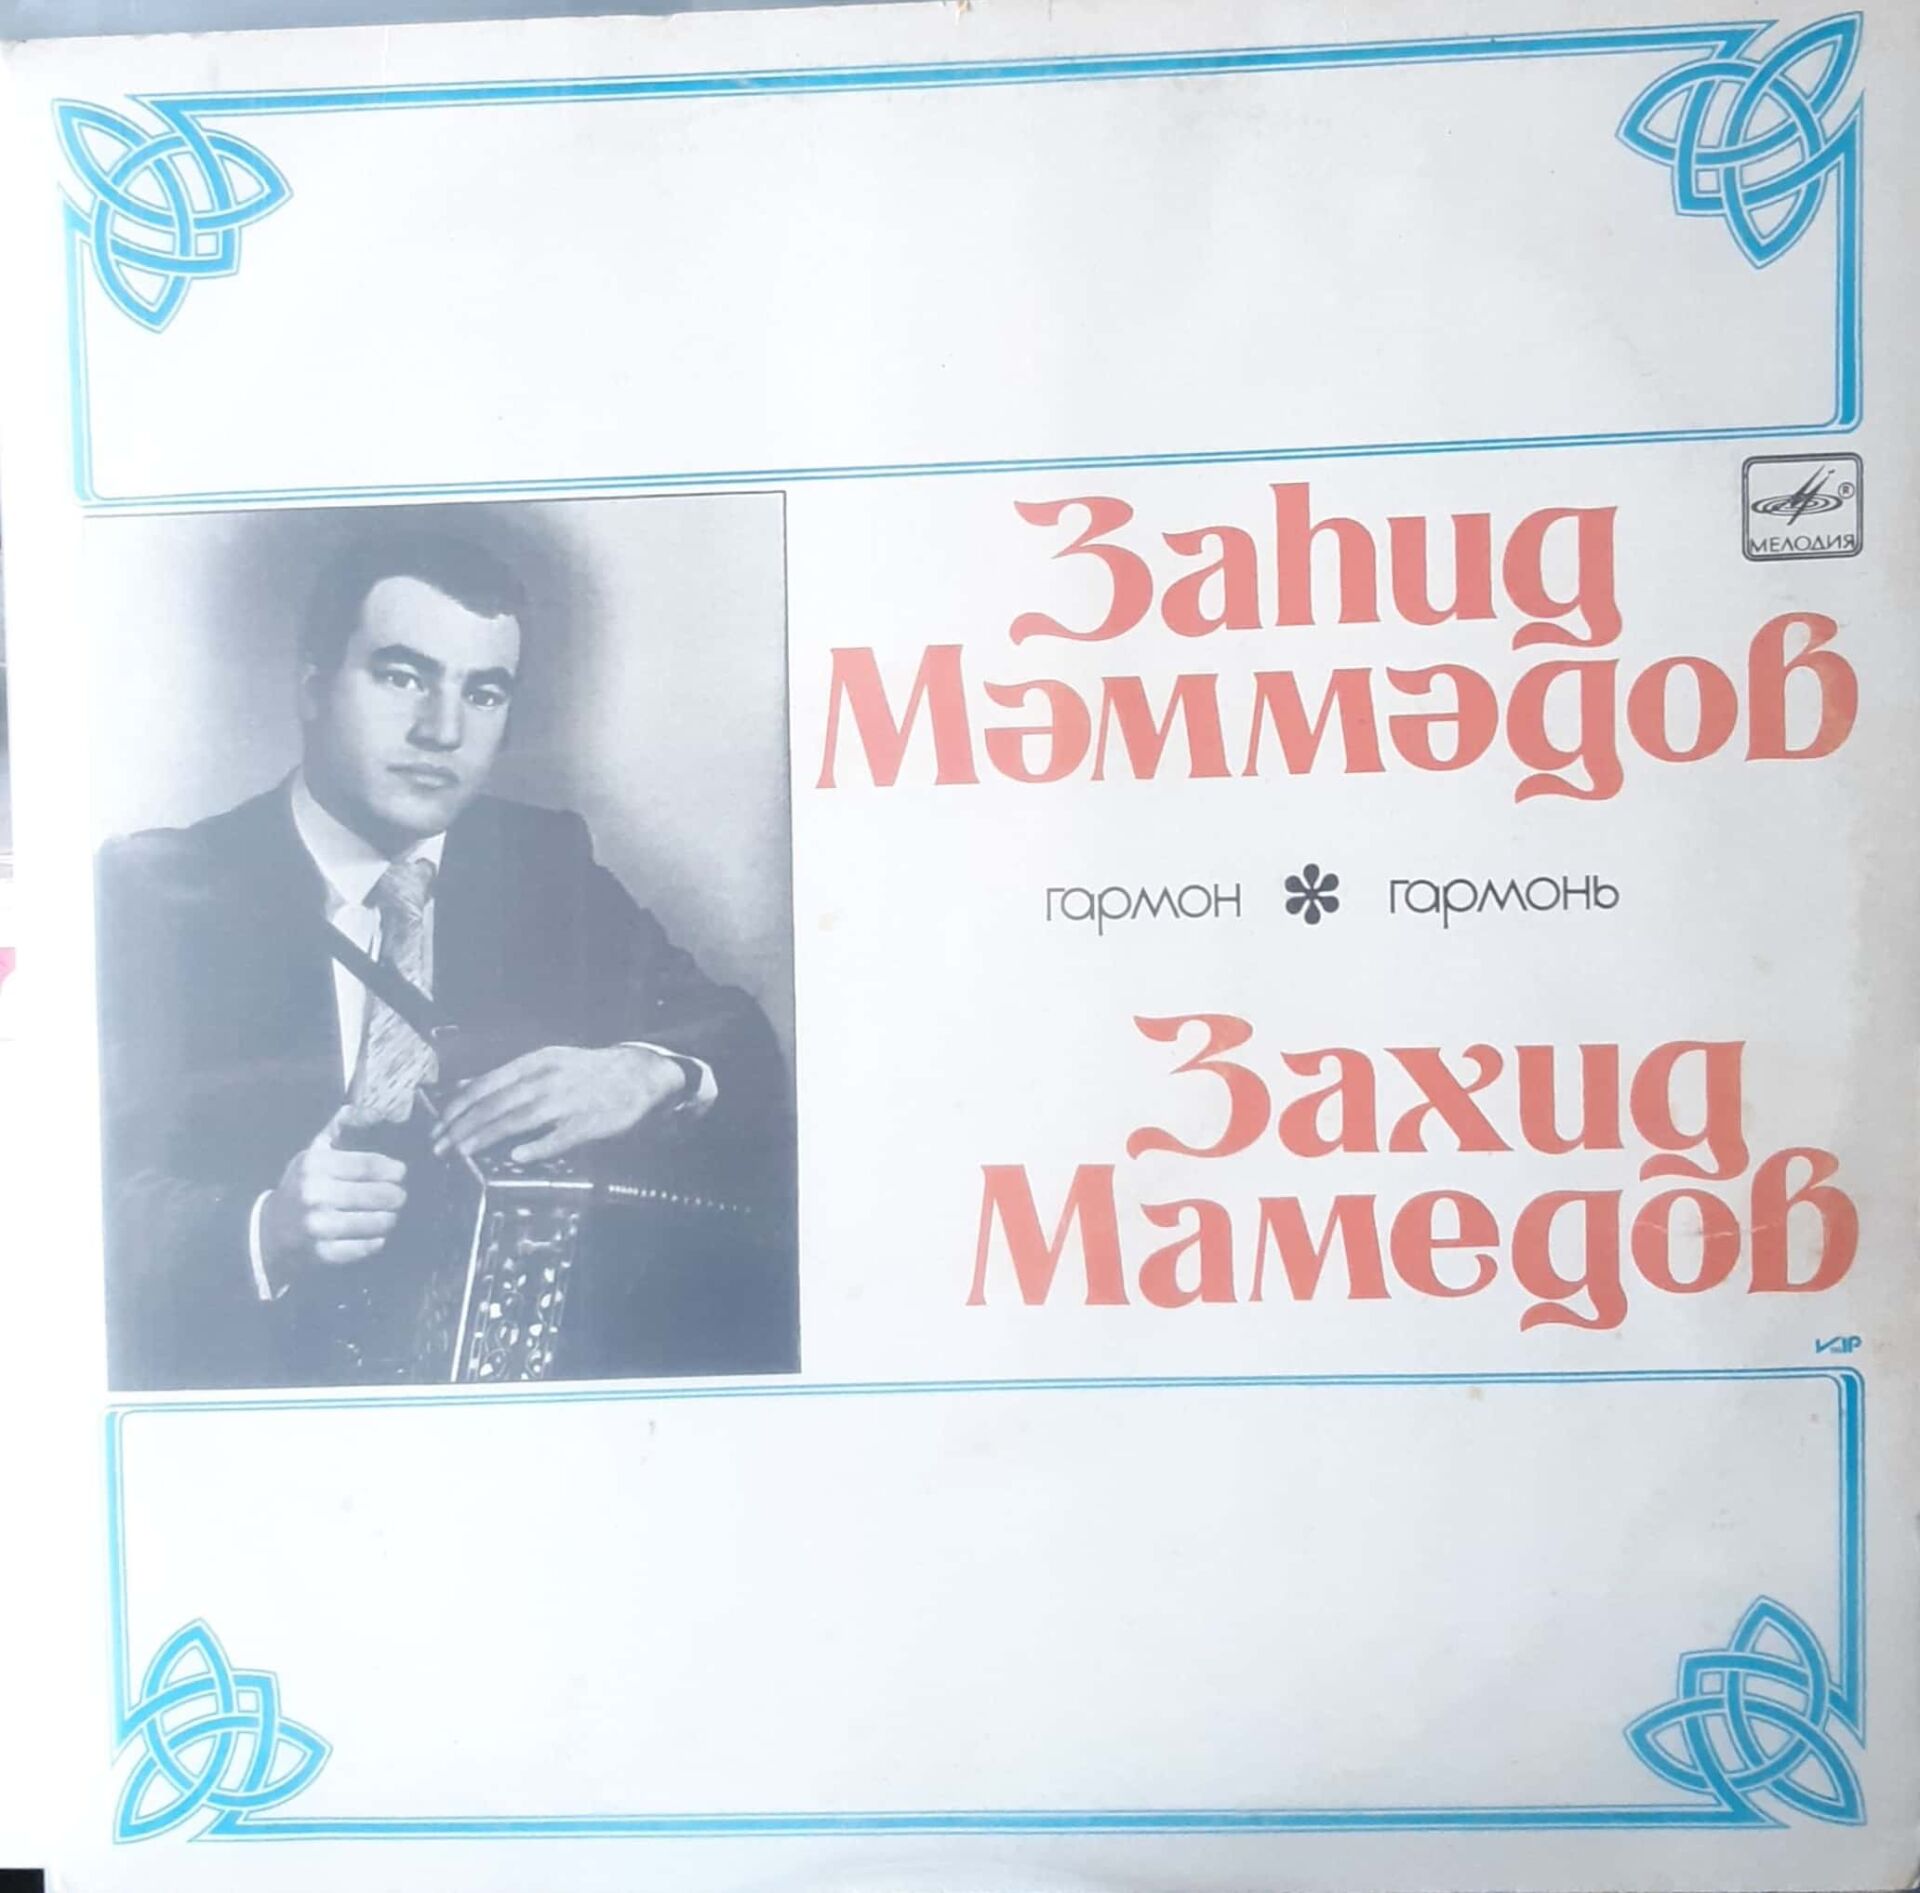 Заһид
Мәммәдов
МЕЛОДИЯ
гармон * гармонь
Захид
Мамедов